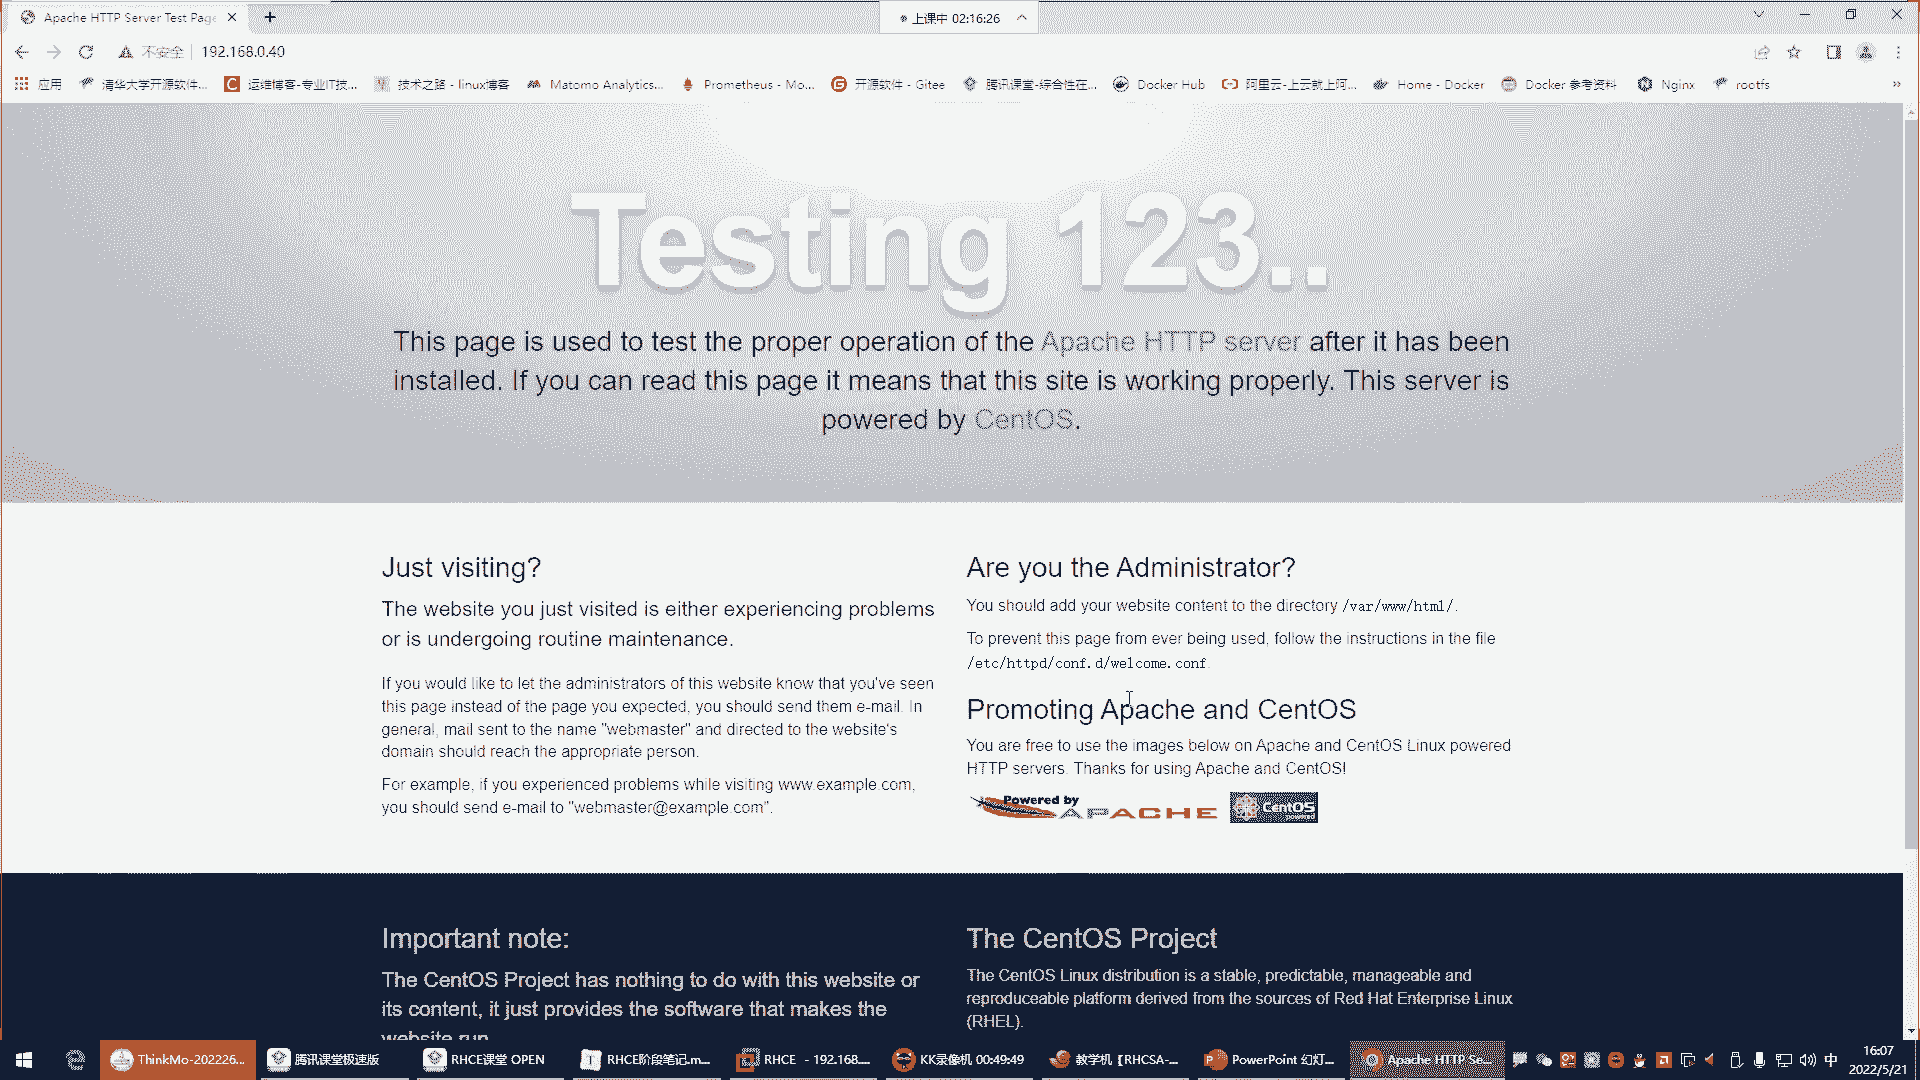 Apache HTTP Server Test Page
上课中 02:16:26
不安全 192.168.0.40
应用 清华大学开源软件... 运维博客-专业IT技... 技术之路 - linux博客 Matomo Analytics... Prometheus - Mo... 开源软件 - Gitee 腾讯课堂-综合性在... Docker Hub 阿里云-上云就上阿... Home - Docker Docker 参考资料 Nginx rootfs
Testing 123..
This page is used to test the proper operation of the Apache HTTP server after it has been
installed. If you can read this page it means that this site is working properly. This server is
powered by CentOS.
Just visiting?
The website you just visited is either experiencing problems
or is undergoing routine maintenance.
If you would like to let the administrators of this website know that you've seen
this page instead of the page you expected, you should send them e-mail. In
general, mail sent to the name "webmaster" and directed to the website's
domain should reach the appropriate person.
For example, if you experienced problems while visiting www.example.com,
you should send e-mail to "webmaster@example.com".
Are you the Administrator?
You should add your website content to the directory /var/www/html/.
To prevent this page from ever being used, follow the instructions in the file
/etc/httpd/conf.d/welcome.conf.
Promoting Apache and CentOS
You are free to use the images below on Apache and CentOS Linux powered
HTTP servers. Thanks for using Apache and CentOS!
Powered by
APACHE
CentOS
powered
Important note:
The CentOS Project has nothing to do with this website or
its content, it just provides the software that makes the
website run
The CentOS Project
The CentOS Linux distribution is a stable, predictable, manageable and
reproduceable platform derived from the sources of Red Hat Enterprise Linux
(RHEL).
ThinkMo-202226... 腾讯课堂极速版 RHCE课堂 OPEN RHCE阶段笔记.m... RHCE - 192.168.... KK录像机 00:49:49 教学机【RHCSA-... PowerPoint 幻灯... Apache HTTP Se... 中
16:07
2022/5/21